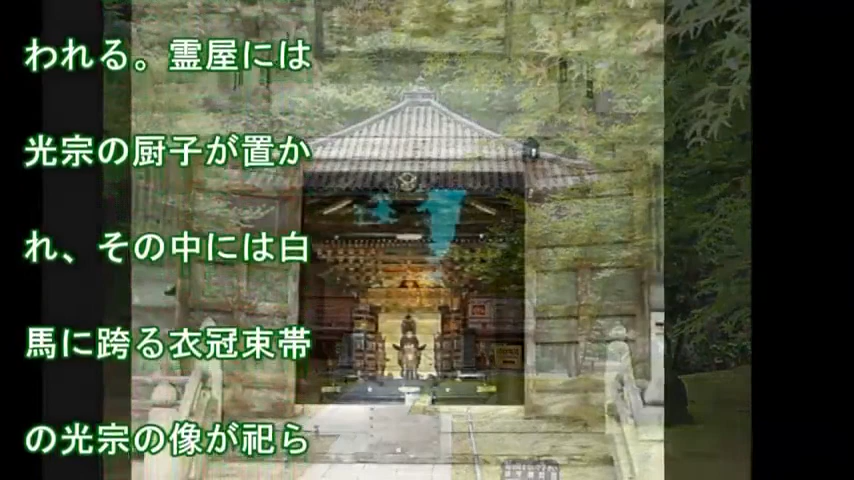 われる。霊屋には
光宗の厨子が置か
れ、その中には白
馬に跨る衣冠束帯
の光宗の像が祀ら